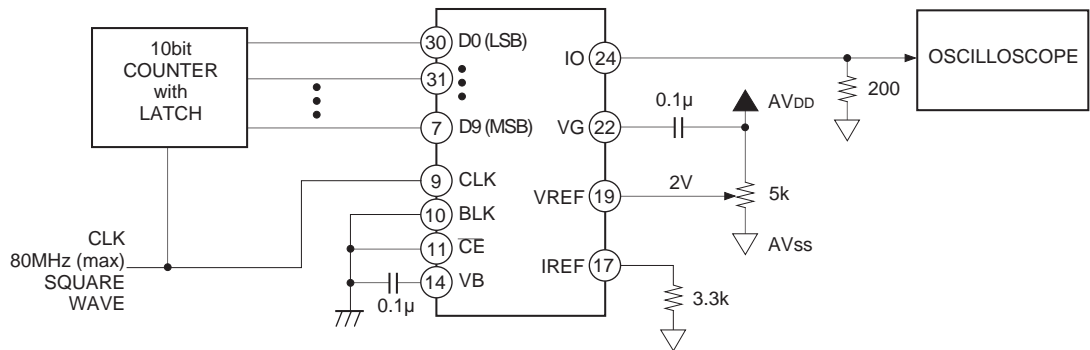 10bit
COUNTER
with
LATCH
30 D0 (LSB)
31
7 D9 (MSB)
9 CLK
10 BLK
11 CE
14 VB
0.1μ
CLK
80MHz (max)
SQUARE
WAVE
IO 24
VG 22
VREF 19
IREF 17
0.1μ
AVDD
200
OSCILLOSCOPE
2V
5k
AVss
3.3k